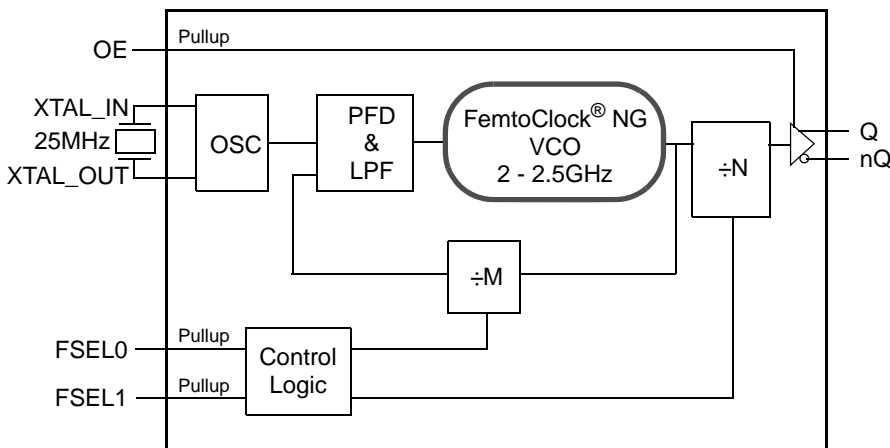 OE
Pullup
XTAL_IN
25MHz
XTAL_OUT
OSC
PFD
&
LPF
FemtoClock® NG
VCO
2 - 2.5GHz
÷N
Q
nQ
÷M
FSEL0
Pullup
FSEL1
Pullup
Control
Logic